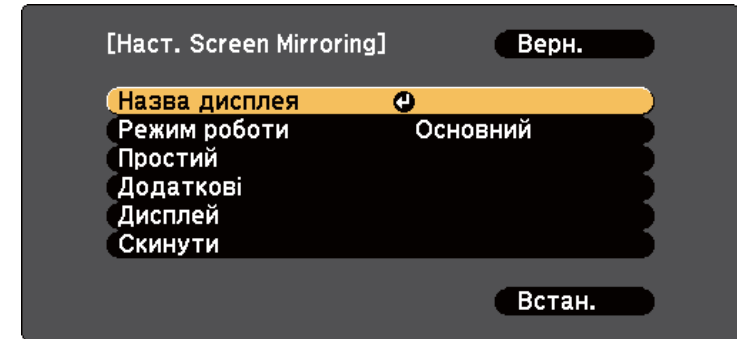 [Наст. Screen Mirroring] Верн.
Назва дисплея
Режим роботи Основний
Простий
Додаткові
Дисплей
Скинути
Встан.